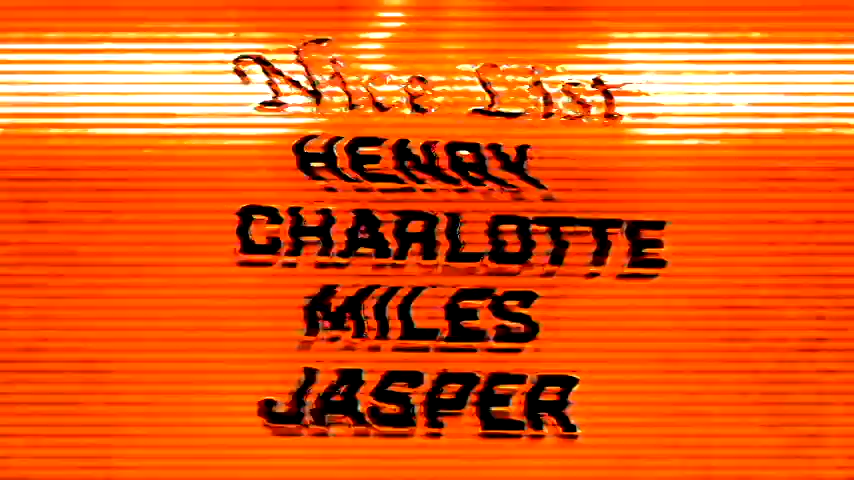 Nice List
HENRY
CHARLOTTE
MILES
JASPER